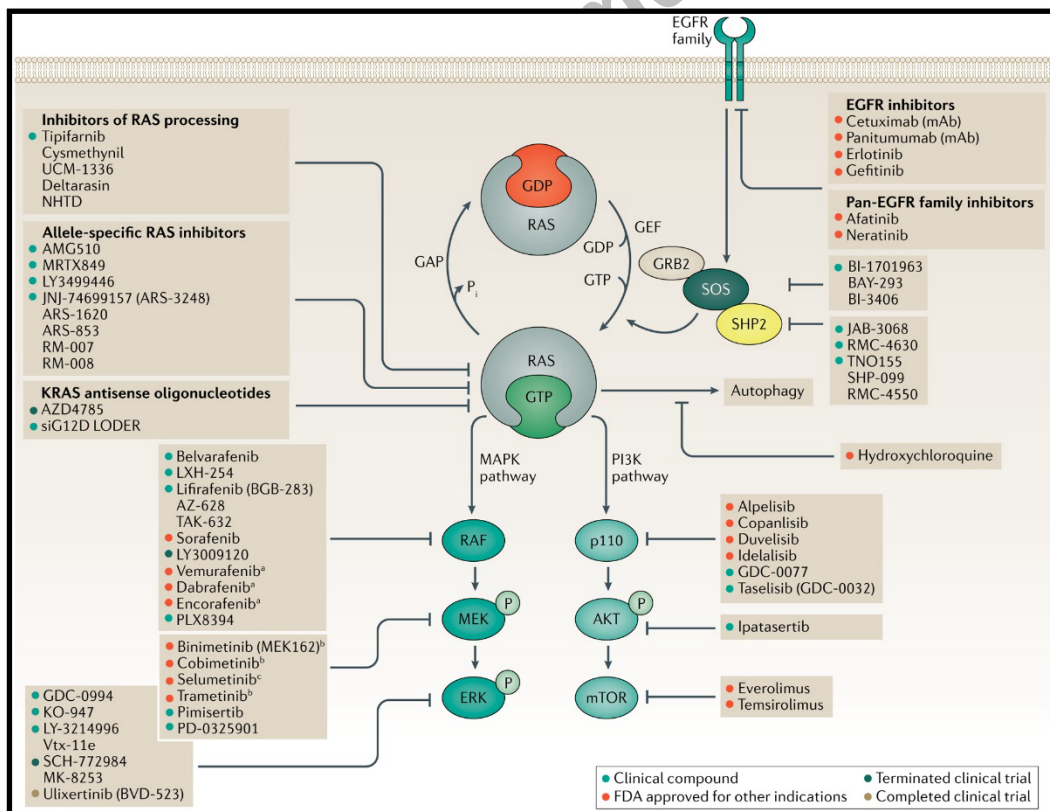 EGFR
family
Inhibitors of RAS processing
Tipifarnib
Cysmethynil
UCM-1336
Deltarasin
NHTD
Allele-specific RAS inhibitors
AMG510
MRTX849
LY3499446
JNJ-74699157 (ARS-3248)
ARS-1620
ARS-853
RM-007
RM-008
KRAS antisense oligonucleotides
AZD4785
siG12D LODER
GDP
RAS
GAP
Pi
GDP
GEF
GTP
GRB2
SOS
SHP2
EGFR inhibitors
Cetuximab (mAb)
Panitumumab (mAb)
Erlotinib
Gefitinib
Pan-EGFR family inhibitors
Afatinib
Neratinib
BI-1701963
BAY-293
BI-3406
JAB-3068
RMC-4630
TNO155
SHP-099
RMC-4550
RAS
GTP
Autophagy
Hydroxychloroquine
MAPK
pathway
PI3K
pathway
Belvarafenib
LXH-254
Lifirafenib (BGB-283)
AZ-628
TAK-632
Sorafenib
LY3009120
Vemurafenibᵃ
Dabrafenibᵃ
Encorafenibᵃ
PLX8394
RAF
p110
Alpelisib
Copanlisib
Duvelisib
Idelalisib
GDC-0077
Taselisib (GDC-0032)
MEK
P
AKT
P
Ipatasertib
Binimetinib (MEK162)ᵇ
Cobimetinibᵇ
Selumetinibᶜ
Trametinibᵇ
Pimisertib
PD-0325901
ERK
P
mTOR
Everolimus
Temsirolimus
GDC-0994
KO-947
LY-3214996
Vtx-11e
SCH-772984
MK-8253
Ulixertinib (BVD-523)
Clinical compound
FDA approved for other indications
Terminated clinical trial
Completed clinical trial